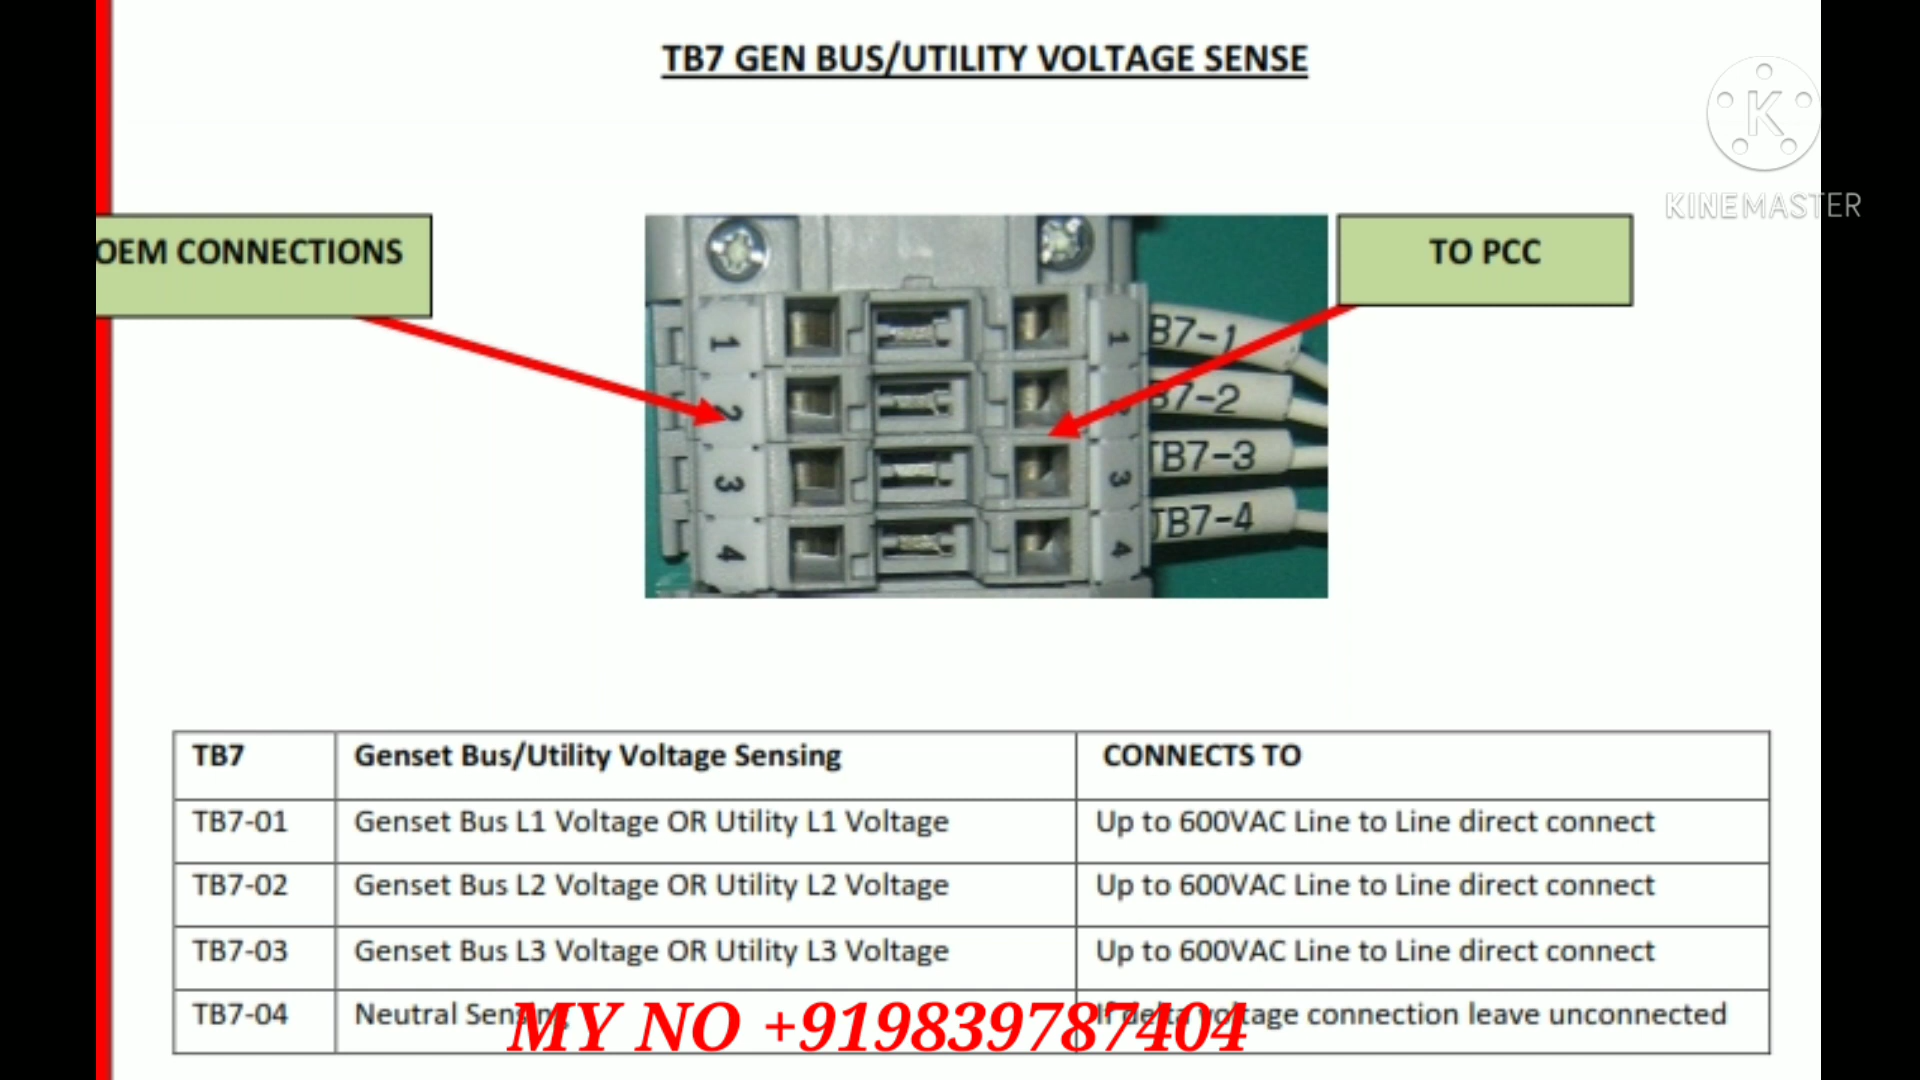 TB7 GEN BUS/UTILITY VOLTAGE SENSE
K
KINEMASTER
OEM CONNECTIONS
TO PCC
1 1 B7-1
2 B7-2
3 3 TB7-3
4 4 TB7-4
TB7 Genset Bus/Utility Voltage Sensing CONNECTS TO
TB7-01 Genset Bus L1 Voltage OR Utility L1 Voltage Up to 600VAC Line to Line direct connect
TB7-02 Genset Bus L2 Voltage OR Utility L2 Voltage Up to 600VAC Line to Line direct connect
TB7-03 Genset Bus L3 Voltage OR Utility L3 Voltage Up to 600VAC Line to Line direct connect
TB7-04 Neutral Sensing If delta voltage connection leave unconnected
MY NO +919839787404